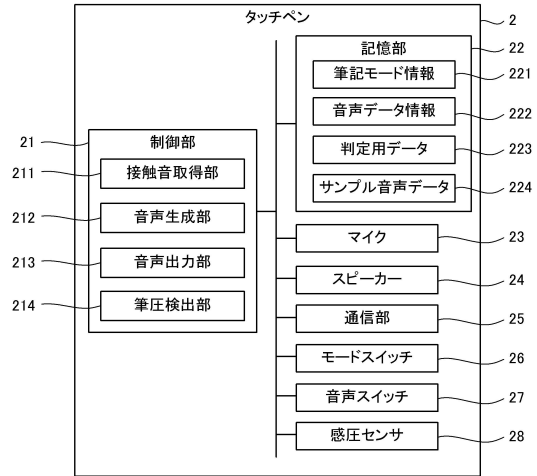 タッチペン
2
制御部
21
接触音取得部
211
音声生成部
212
音声出力部
213
筆圧検出部
214
記憶部
22
筆記モード情報
221
音声データ情報
222
判定用データ
223
サンプル音声データ
224
マイク
23
スピーカー
24
通信部
25
モードスイッチ
26
音声スイッチ
27
感圧センサ
28